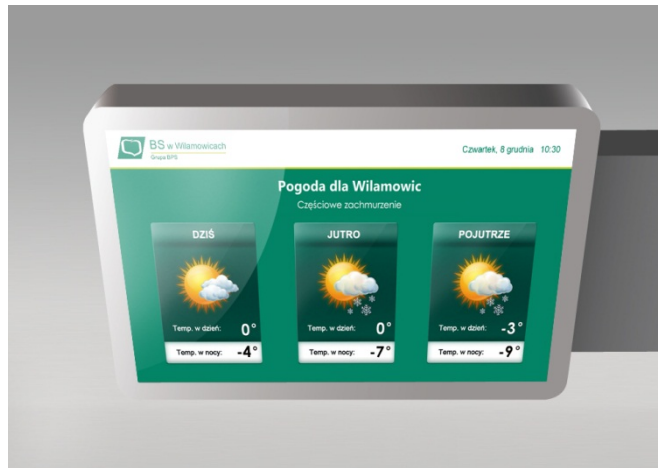 BS w Wilamowicach
Grupa BPS
Czwartek, 8 grudnia 10:30
Pogoda dla Wilamowic
Częściowe zachmurzenie
DZIŚ
Temp. w dzień: 0°
Temp. w nocy: -4°
JUTRO
Temp. w dzień: 0°
Temp. w nocy: -7°
POJUTRZE
Temp. w dzień: -3°
Temp. w nocy: -9°